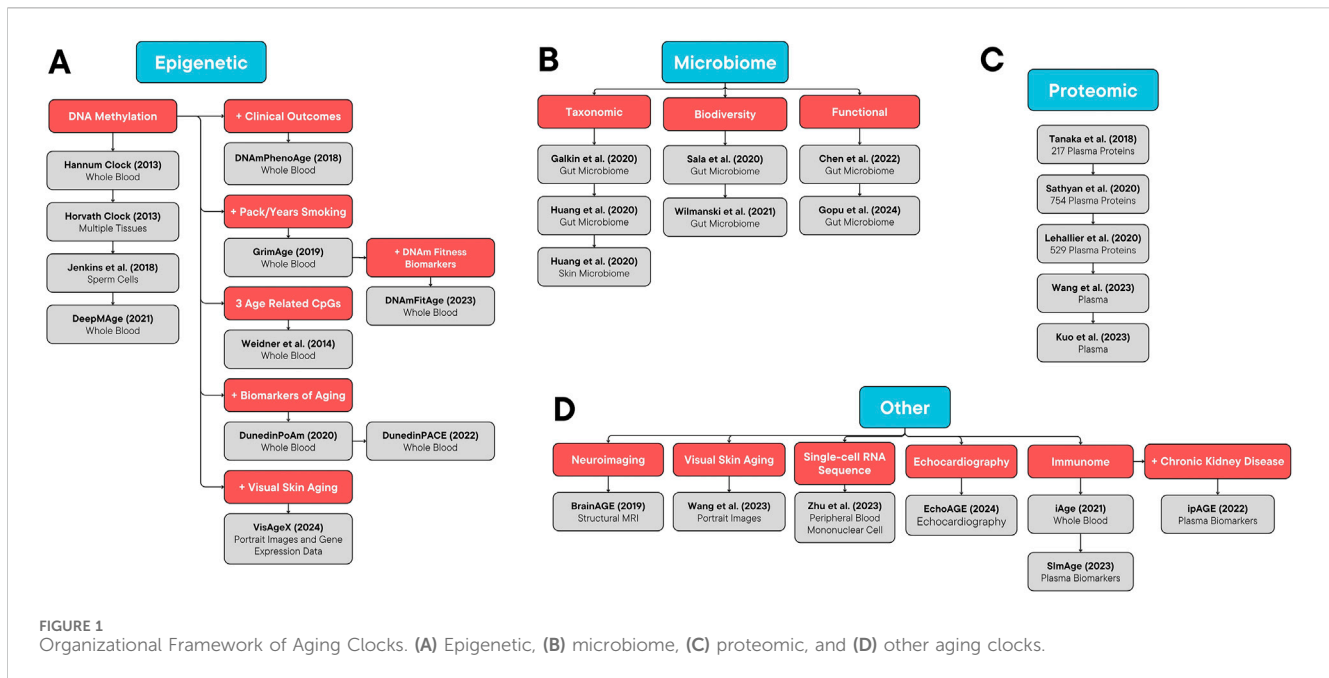 A
Epigenetic
DNA Methylation
Hannum Clock (2013)
Whole Blood
Horvath Clock (2013)
Multiple Tissues
Jenkins et al. (2018)
Sperm Cells
DeepMAge (2021)
Whole Blood
+ Clinical Outcomes
DNAmPhenoAge (2018)
Whole Blood
+ Pack/Years Smoking
GrimAge (2019)
Whole Blood
+ DNAm Fitness
Biomarkers
DNAmFitAge (2023)
Whole Blood
3 Age Related CpGs
Weidner et al. (2014)
Whole Blood
+ Biomarkers of Aging
DunedinPoAm (2020)
Whole Blood
DunedinPACE (2022)
Whole Blood
+ Visual Skin Aging
VisAgeX (2024)
Portrait Images and Gene
Expression Data
B
Microbiome
Taxonomic
Galkin et al. (2020)
Gut Microbiome
Huang et al. (2020)
Gut Microbiome
Huang et al. (2020)
Skin Microbiome
Biodiversity
Sala et al. (2020)
Gut Microbiome
Wilmanski et al. (2021)
Gut Microbiome
Functional
Chen et al. (2022)
Gut Microbiome
Gopu et al. (2024)
Gut Microbiome
C
Proteomic
Tanaka et al. (2018)
217 Plasma Proteins
Sathyan et al. (2020)
754 Plasma Proteins
Lehallier et al. (2020)
529 Plasma Proteins
Wang et al. (2023)
Plasma
Kuo et al. (2023)
Plasma
D
Other
Neuroimaging
BrainAGE (2019)
Structural MRI
Visual Skin Aging
Wang et al. (2023)
Portrait Images
Single-cell RNA
Sequence
Zhu et al. (2023)
Peripheral Blood
Mononuclear Cell
Echocardiography
EchoAGE (2024)
Echocardiography
Immunome
iAge (2021)
Whole Blood
SImAge (2023)
Plasma Biomarkers
+ Chronic Kidney Disease
ipAGE (2022)
Plasma Biomarkers
FIGURE 1
Organizational Framework of Aging Clocks. (A) Epigenetic, (B) microbiome, (C) proteomic, and (D) other aging clocks.